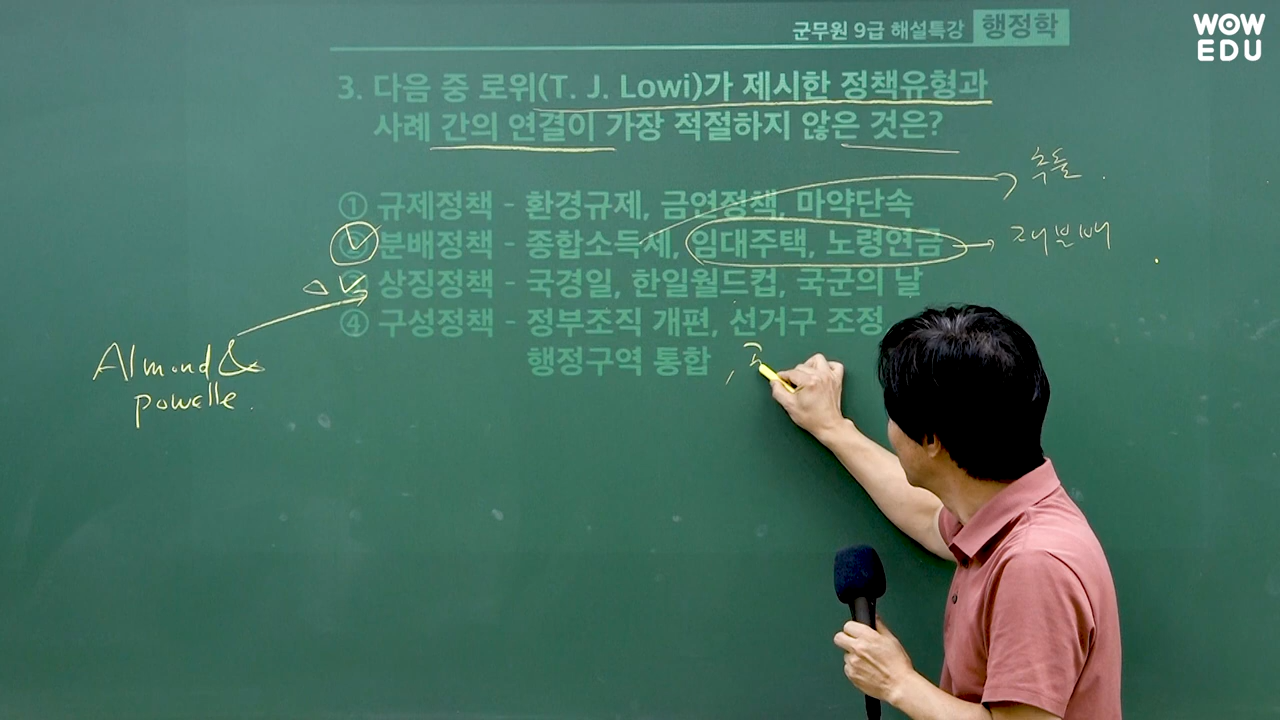 WOW
EDU
군무원 9급 해설특강 행정학
3. 다음 중 로위(T. J. Lowi)가 제시한 정책유형과
사례 간의 연결이 가장 적절하지 않은 것은?
① 규제정책 - 환경규제, 금연정책, 마약단속
② 분배정책 - 종합소득세, 임대주택, 노령연금
③ 상징정책 - 국경일, 한일월드컵, 국군의 날
④ 구성정책 - 정부조직 개편, 선거구 조정
행정구역 통합
추출
재분배
Almond &
powelle.